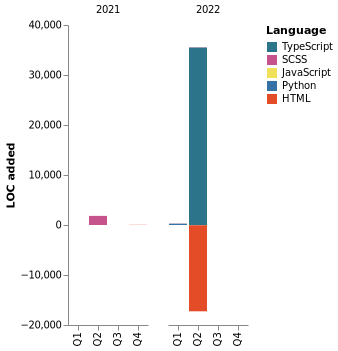 2021 2022
Language
TypeScript
SCSS
JavaScript
Python
HTML
LOC added
40,000
30,000
20,000
10,000
0
−10,000
−20,000
Q1 Q2 Q3 Q4 Q1 Q2 Q3 Q4